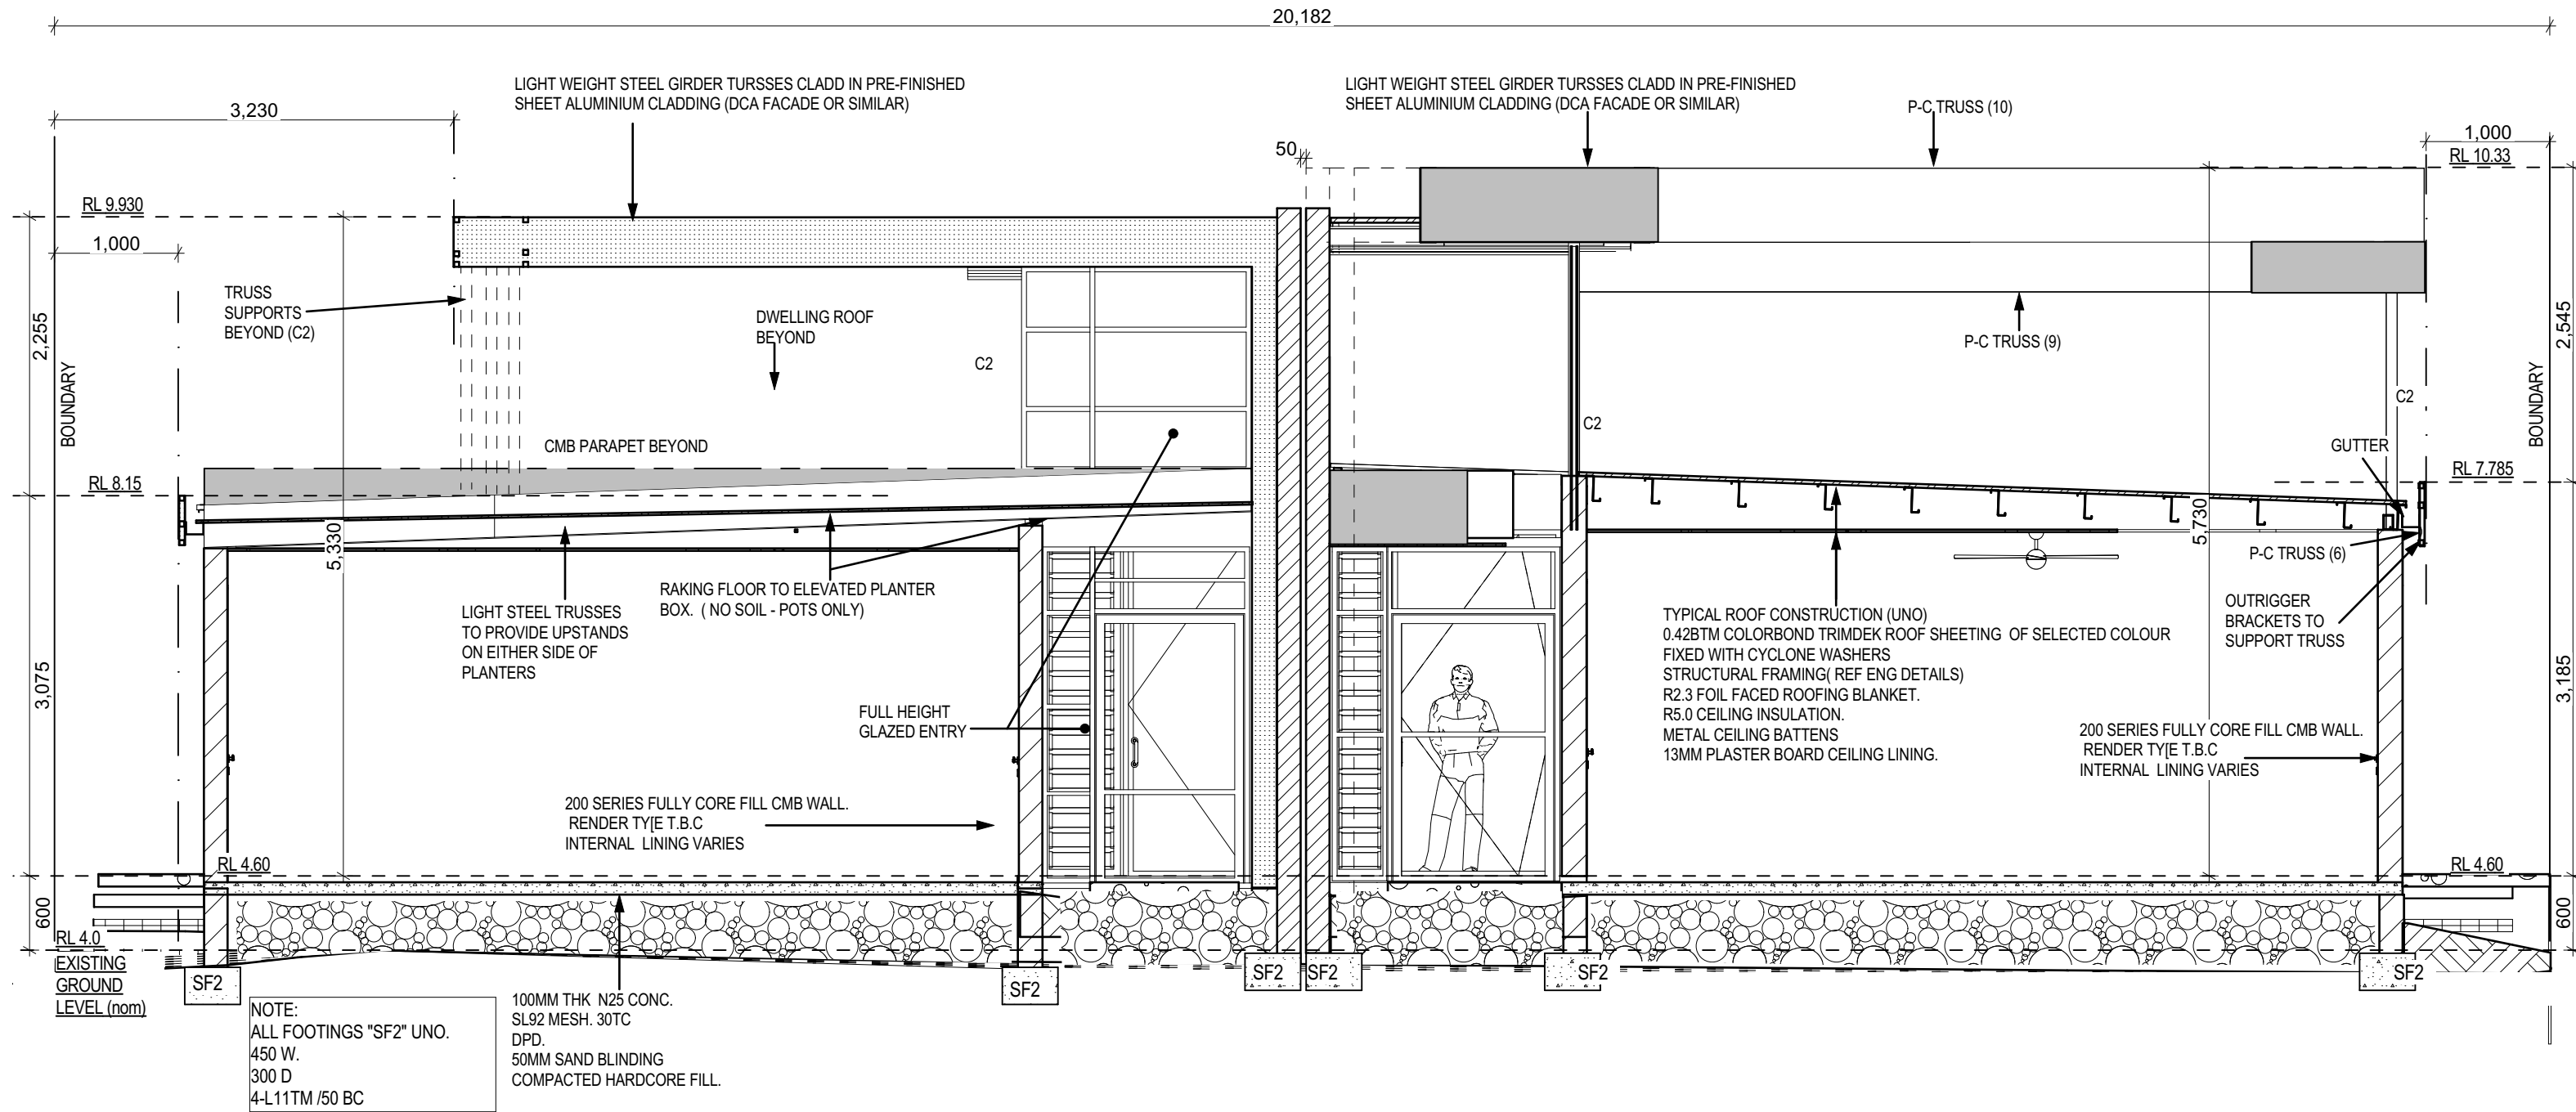 20,182
LIGHT WEIGHT STEEL GIRDER TURSSES CLADD IN PRE-FINISHED
SHEET ALUMINIUM CLADDING (DCA FACADE OR SIMILAR)
LIGHT WEIGHT STEEL GIRDER TURSSES CLADD IN PRE-FINISHED
SHEET ALUMINIUM CLADDING (DCA FACADE OR SIMILAR)
P-C TRUSS (10)
3,230
1,000
50
RL 10.33
RL 9.930
1,000
TRUSS
SUPPORTS
BEYOND (C2)
DWELLING ROOF
BEYOND
C2
P-C TRUSS (9)
2,255
2,545
BOUNDARY
BOUNDARY
C2
C2
CMB PARAPET BEYOND
GUTTER
RL 8.15
RL 7.785
5,330
5,730
P-C TRUSS (6)
RAKING FLOOR TO ELEVATED PLANTER
BOX. ( NO SOIL - POTS ONLY)
LIGHT STEEL TRUSSES
TO PROVIDE UPSTANDS
ON EITHER SIDE OF
PLANTERS
TYPICAL ROOF CONSTRUCTION (UNO)
0.42BTM COLORBOND TRIMDEK ROOF SHEETING OF SELECTED COLOUR
FIXED WITH CYCLONE WASHERS
STRUCTURAL FRAMING( REF ENG DETAILS)
R2.3 FOIL FACED ROOFING BLANKET.
R5.0 CEILING INSULATION.
METAL CEILING BATTENS
13MM PLASTER BOARD CEILING LINING.
OUTRIGGER
BRACKETS TO
SUPPORT TRUSS
3,075
3,185
FULL HEIGHT
GLAZED ENTRY
200 SERIES FULLY CORE FILL CMB WALL.
RENDER TY[E T.B.C
INTERNAL LINING VARIES
200 SERIES FULLY CORE FILL CMB WALL.
RENDER TY[E T.B.C
INTERNAL LINING VARIES
RL 4.60
RL 4.60
600
600
RL 4.0
EXISTING
GROUND
LEVEL (nom)
SF2
SF2
SF2
SF2
SF2
SF2
NOTE:
ALL FOOTINGS "SF2" UNO.
450 W.
300 D
4-L11TM /50 BC
100MM THK N25 CONC.
SL92 MESH. 30TC
DPD.
50MM SAND BLINDING
COMPACTED HARDCORE FILL.